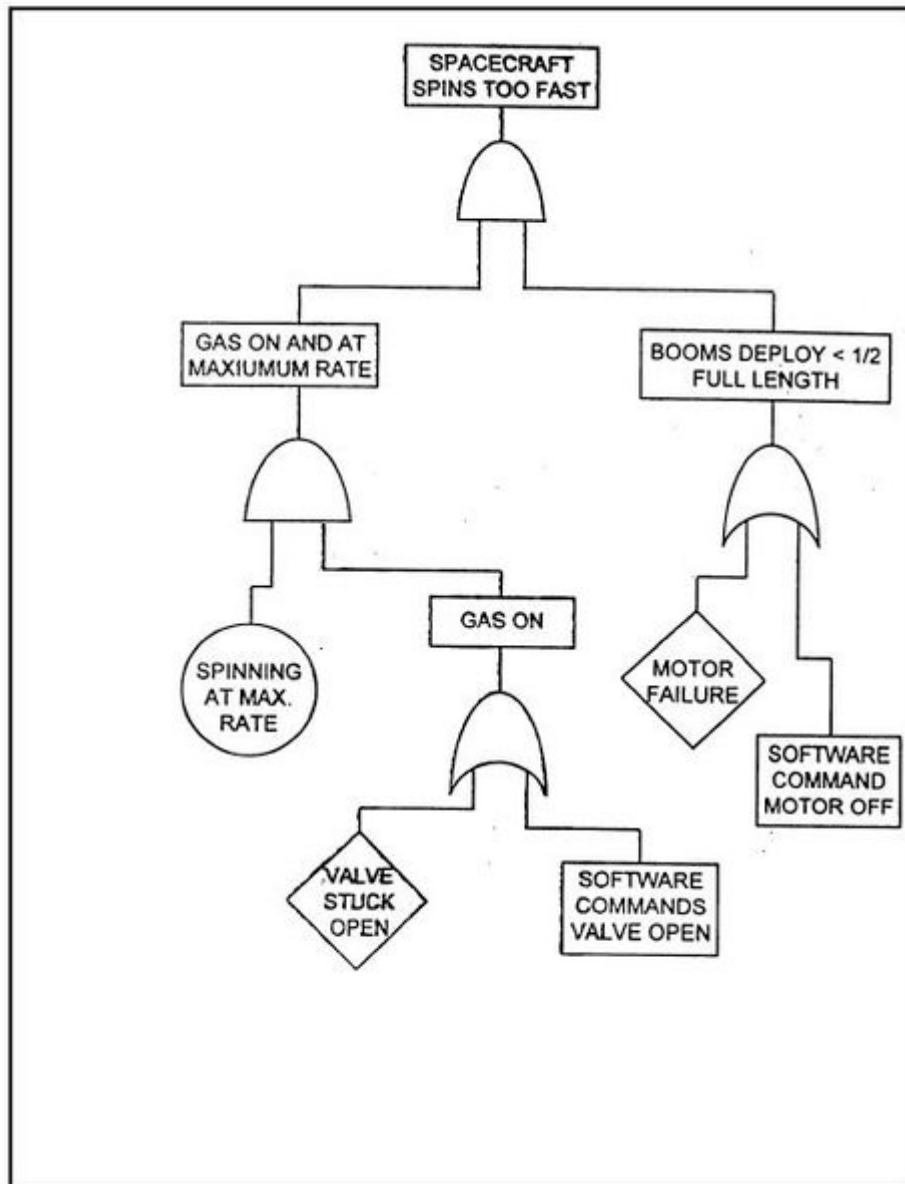 SPACECRAFT
SPINS TOO FAST
GAS ON AND AT
MAXIUMUM RATE
BOOMS DEPLOY < 1/2
FULL LENGTH
GAS ON
SPINNING
AT MAX.
RATE
MOTOR
FAILURE
SOFTWARE
COMMAND
MOTOR OFF
VALVE
STUCK
OPEN
SOFTWARE
COMMANDS
VALVE OPEN